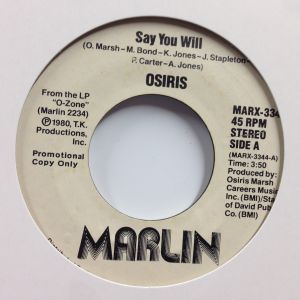 Say You Will
(O. Marsh-M. Bond-K. Jones-J. Stapleton-
P. Carter-A. Jones)
OSIRIS
From the LP
"O-Zone"
(Marlin 2234)
℗1980, T.K.
Productions,
Inc.
Promotional
Copy Only
MARX-334
45 RPM
STEREO
SIDE A
(MARX-3344-A)
Time: 3:50
Produced by:
Osiris Marsh
Careers Music
Inc. (BMI)/Sta
of David Pub
Co. (BMI)
MARLIN